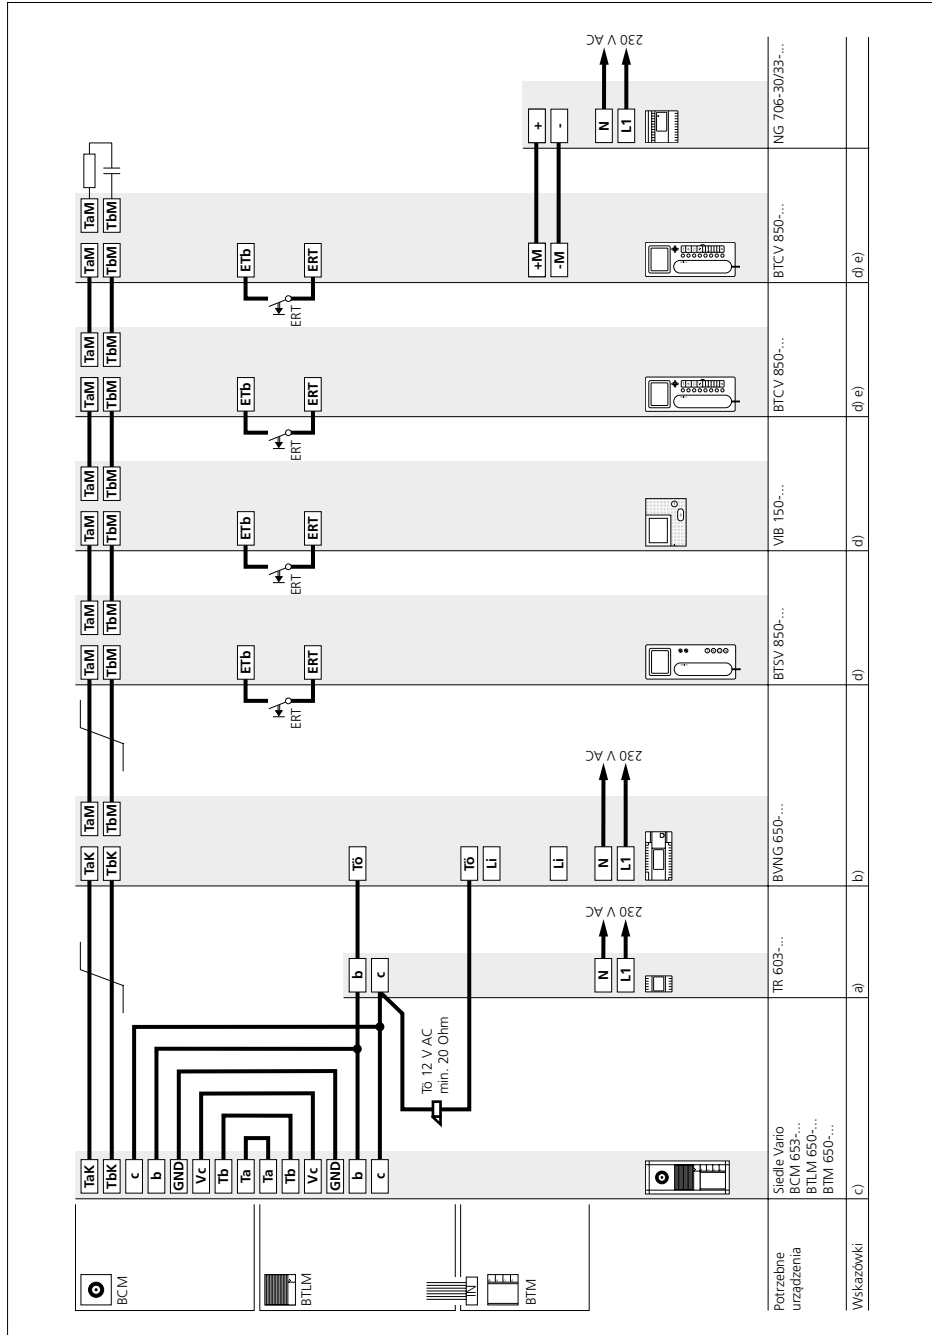 TaK TaK TaM TaM TaM TaM TaM TaM TaM TaM TaM
TbK TbK TbM TbM TbM TbM TbM TbM TbM TbM TbM
BCM
c
b
GND
Vc
Tb
Ta ETb ETb ETb ETb
Ta
Tb
ERT ERT ERT ERT
BTLM
Vc ERT ERT ERT ERT
GND
b b Tö
c c
Tö 12 V AC
min. 20 Ohm
IN
Tö
Li
BTM
+M +
Li -M -
N N N
L1 L1 L1
230 V AC 230 V AC 230 V AC
Potrzebne
urządzenia
Siedle Vario
BCM 653-...
BTLM 650-...
BTM 650-...
TR 603-...
BVNG 650-...
BTSV 850-...
VIB 150-...
BTCV 850-...
BTCV 850-...
NG 706-30/33-...
Wskazówki c) a) b) d) d) d) e) d) e)